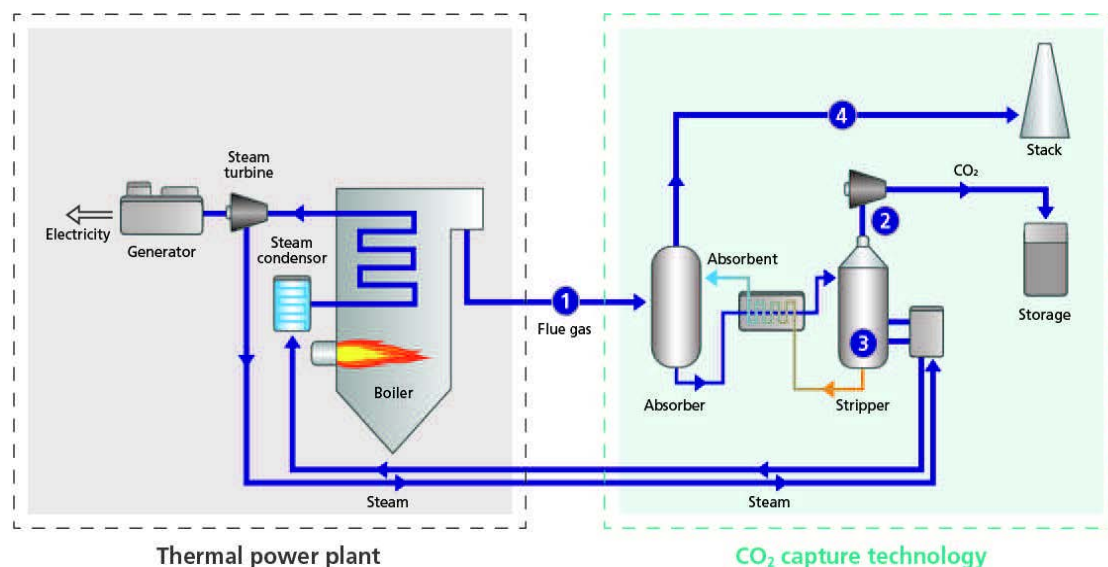 Steam
turbine
Electricity
Generator
Steam
condensor
Boiler
Steam
Thermal power plant
1
Flue gas
4
Stack
CO₂
2
Absorbent
Storage
3
Absorber
Stripper
Steam
CO₂ capture technology